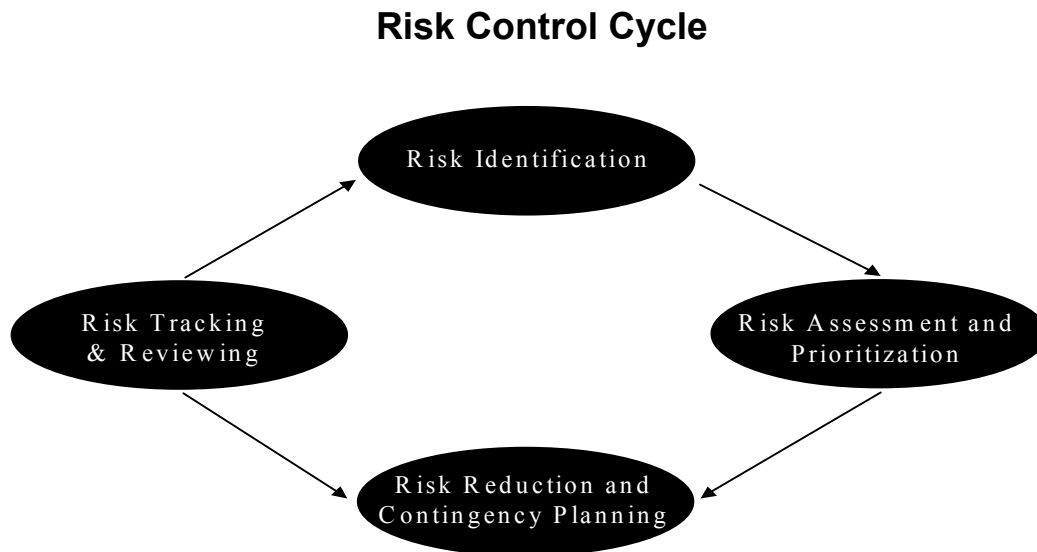 Risk Control Cycle
Risk Identification
Risk Tracking
& Reviewing
Risk Assessment and
Prioritization
Risk Reduction and
Contingency Planning